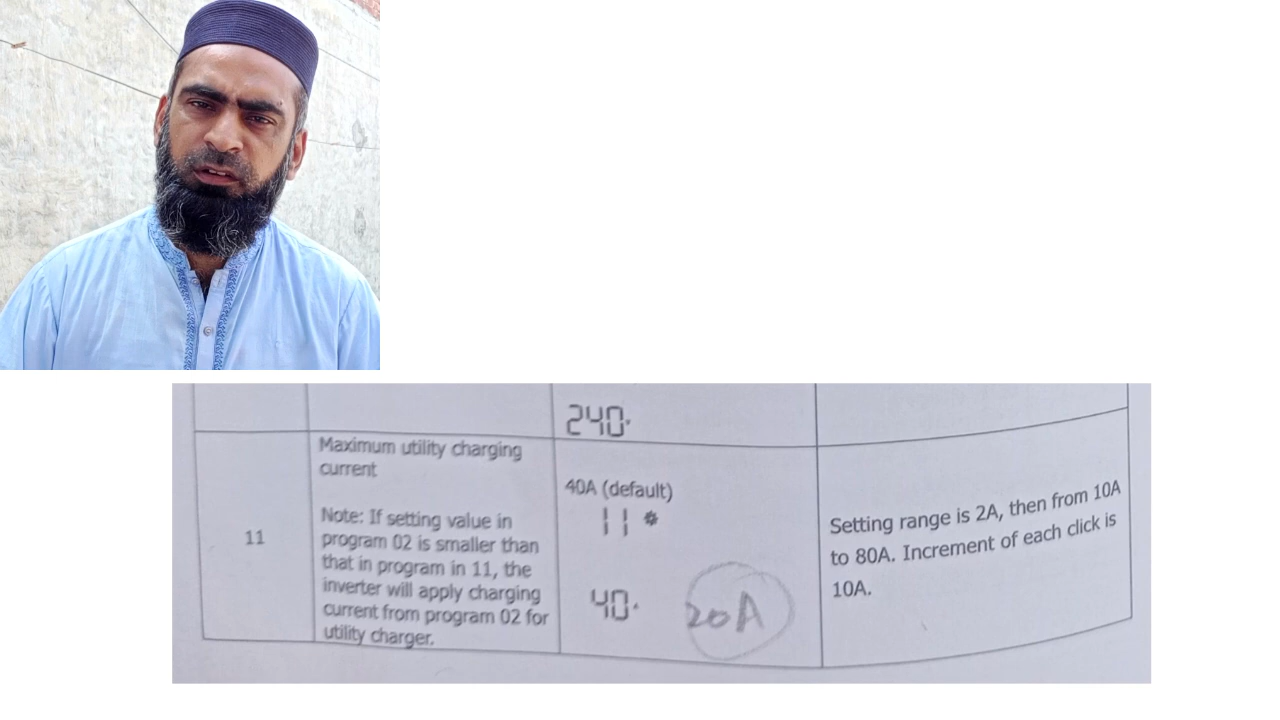 240.
11
Maximum utility charging
current
Note: If setting value in
program 02 is smaller than
that in program in 11, the
inverter will apply charging
current from program 02 for
utility charger.
40A (default)
11
40.
20A
Setting range is 2A, then from 10A
to 80A. Increment of each click is
10A.